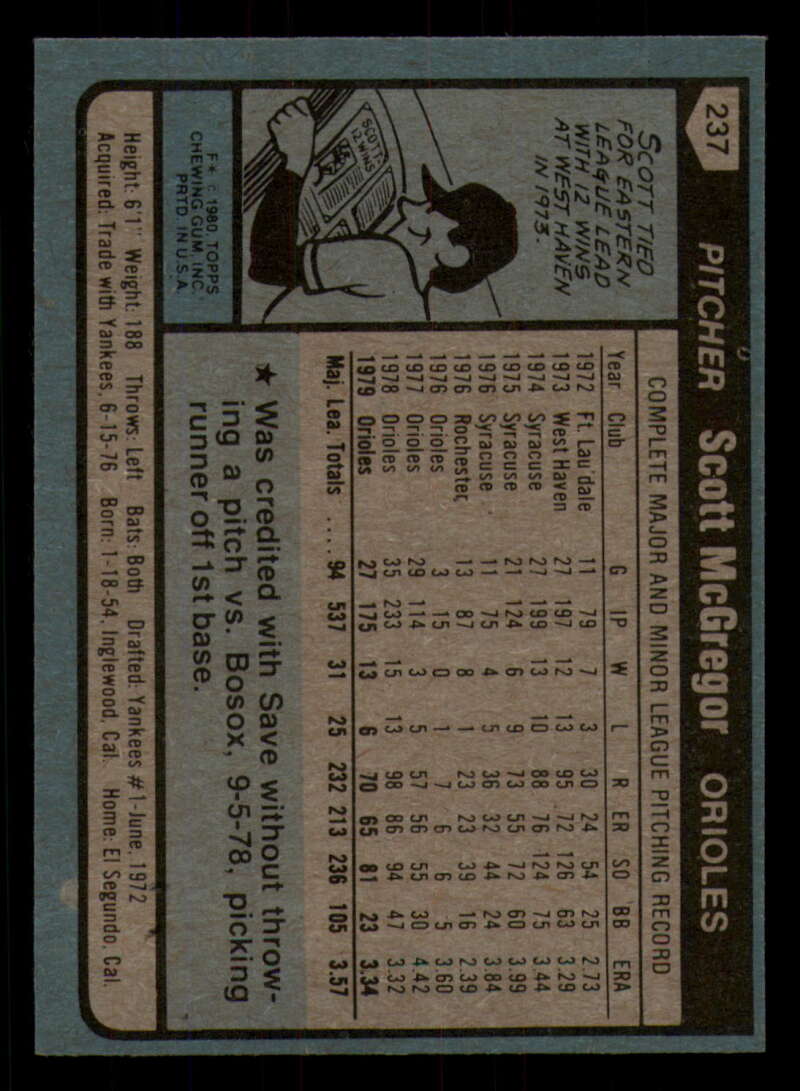 237
PITCHER Scott McGregor ORIOLES
SCOTT TIED
FOR EASTERN
LEAGUE LEAD
WITH 12 WINS
AT WEST HAVEN
IN 1973.
SCOTT
12 WINS
F* © 1980, TOPPS
CHEWING GUM, INC.
PRTD. IN U.S.A.
COMPLETE MAJOR AND MINOR LEAGUE PITCHING RECORD
Year Club G IP W L R ER SO BB ERA
1972 Ft. Lau'dale 11 79 7 3 30 24 54 25 2.73
1973 West Haven 27 197 12 13 95 72 126 63 3.29
1974 Syracuse 27 199 13 10 88 76 124 75 3.44
1975 Syracuse 21 124 6 9 73 55 72 60 3.99
1976 Syracuse 11 75 4 5 36 32 44 24 3.84
1976 Rochester 13 87 8 1 23 23 39 16 2.39
1976 Orioles 3 15 0 1 7 6 6 5 3.60
1977 Orioles 29 114 3 5 57 56 55 30 4.42
1978 Orioles 35 233 15 13 98 86 94 47 3.32
1979 Orioles 27 175 13 6 70 65 81 23 3.34
Maj. Lea. Totals .... 94 537 31 25 232 213 236 105 3.57
★ Was credited with Save without throw-
ing a pitch vs. Bosox, 9-5-78, picking
runner off 1st base.
Height: 6'1" Weight: 188 Throws: Left Bats: Both Drafted: Yankees #1-June, 1972
Acquired: Trade with Yankees, 6-15-76 Born: 1-18-54, Inglewood, Cal. Home: El Segundo, Cal.